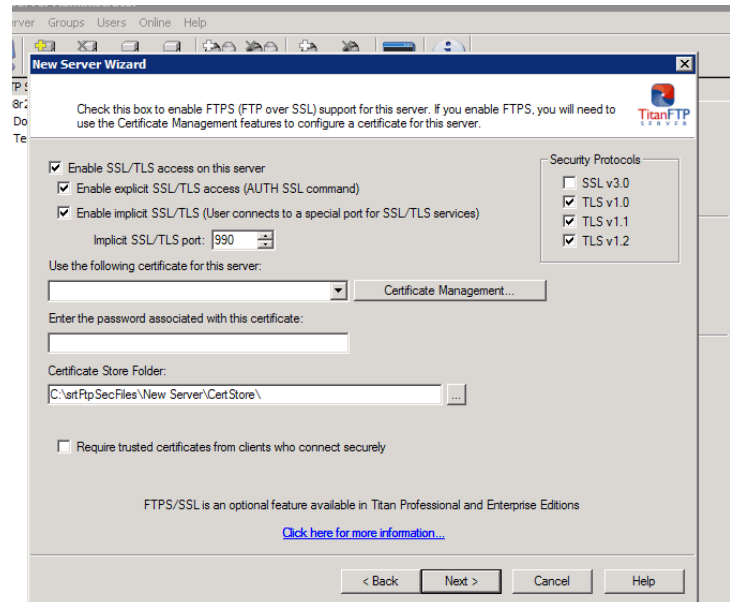 Groups Users Online Help
New Server Wizard
Check this box to enable FTPS (FTP over SSL) support for this server. If you enable FTPS, you will need to
use the Certificate Management features to configure a certificate for this server.
TitanFTP
SERVER
Enable SSL/TLS access on this server
Enable explicit SSL/TLS access (AUTH SSL command)
Enable implicit SSL/TLS (User connects to a special port for SSL/TLS services)
Implicit SSL/TLS port: 990
Security Protocols
SSL v3.0
TLS v1.0
TLS v1.1
TLS v1.2
Use the following certificate for this server:
Certificate Management...
Enter the password associated with this certificate:
Certificate Store Folder:
C:\srtFtpSecFiles\New Server\CertStore\
...
Require trusted certificates from clients who connect securely
FTPS/SSL is an optional feature available in Titan Professional and Enterprise Editions
Click here for more information...
< Back Next > Cancel Help